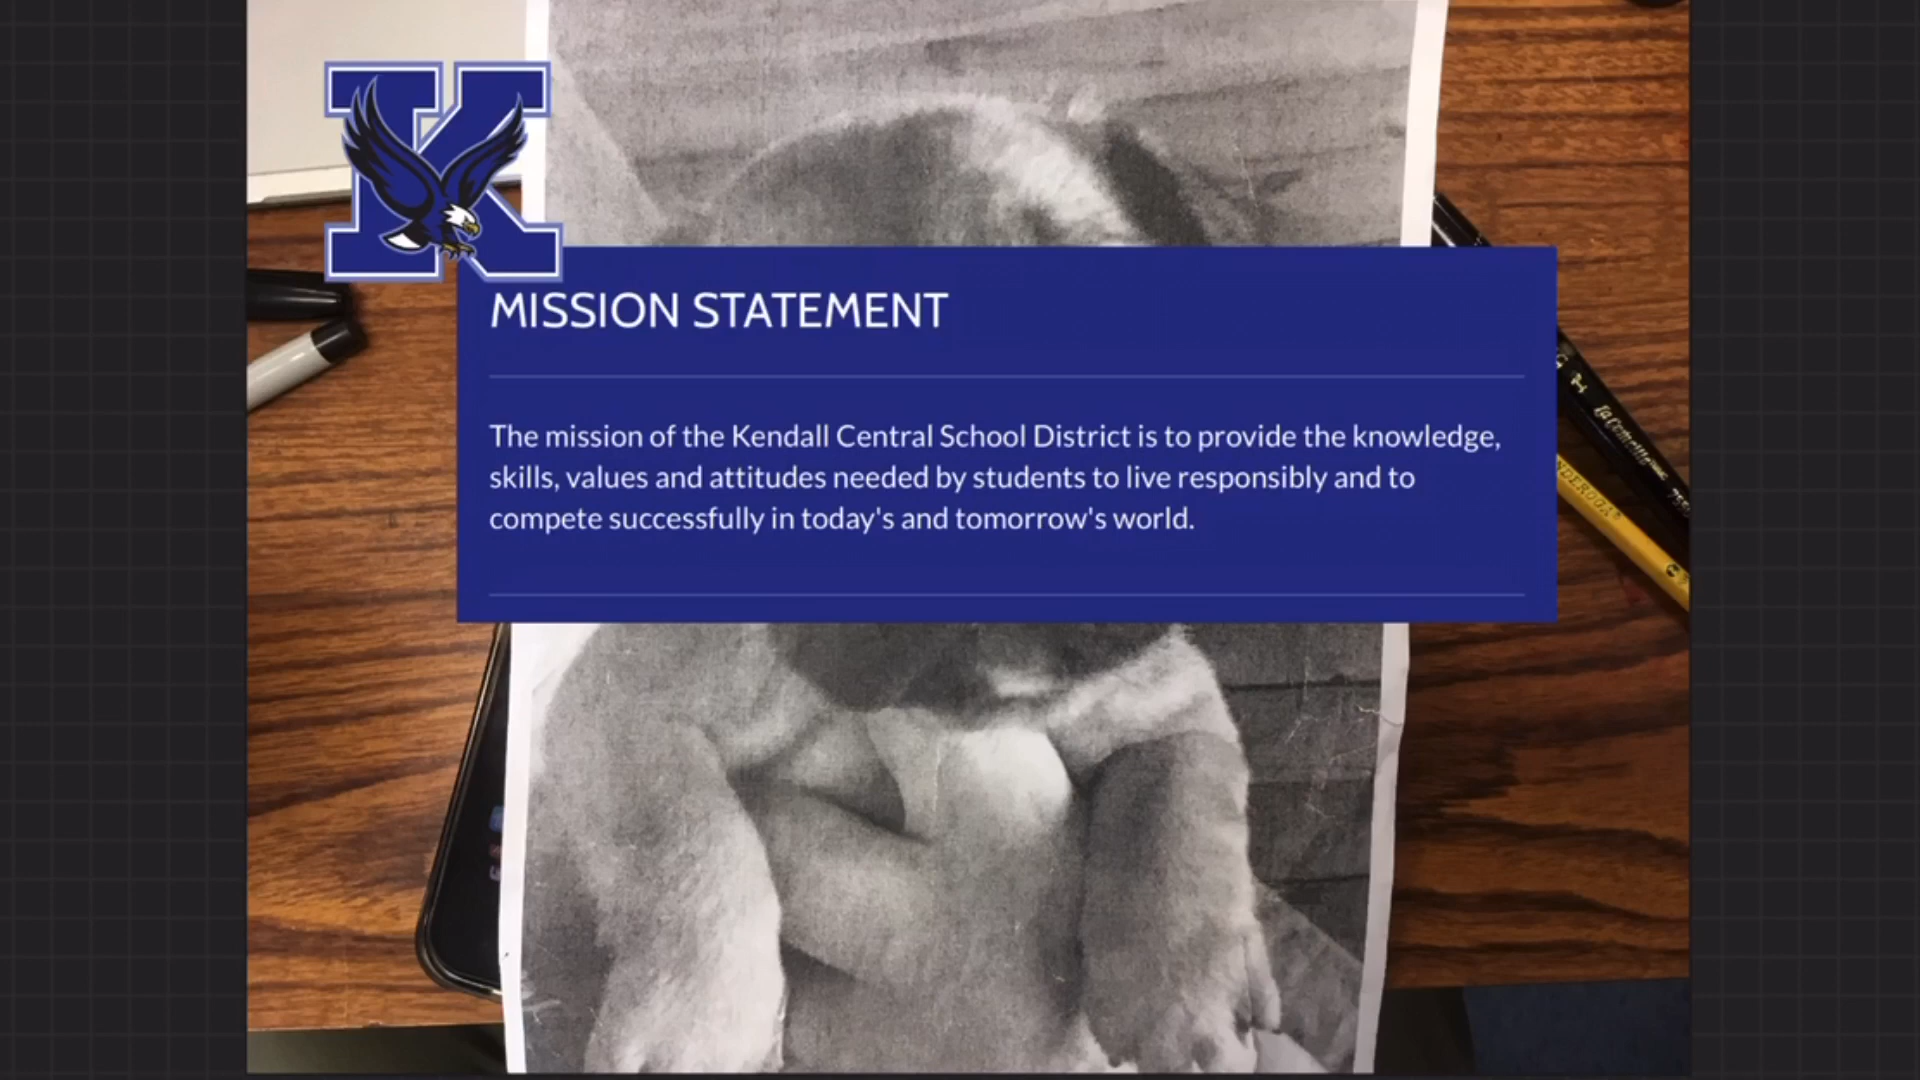 K
MISSION STATEMENT
The mission of the Kendall Central School District is to provide the knowledge,
skills, values and attitudes needed by students to live responsibly and to
compete successfully in today's and tomorrow's world.